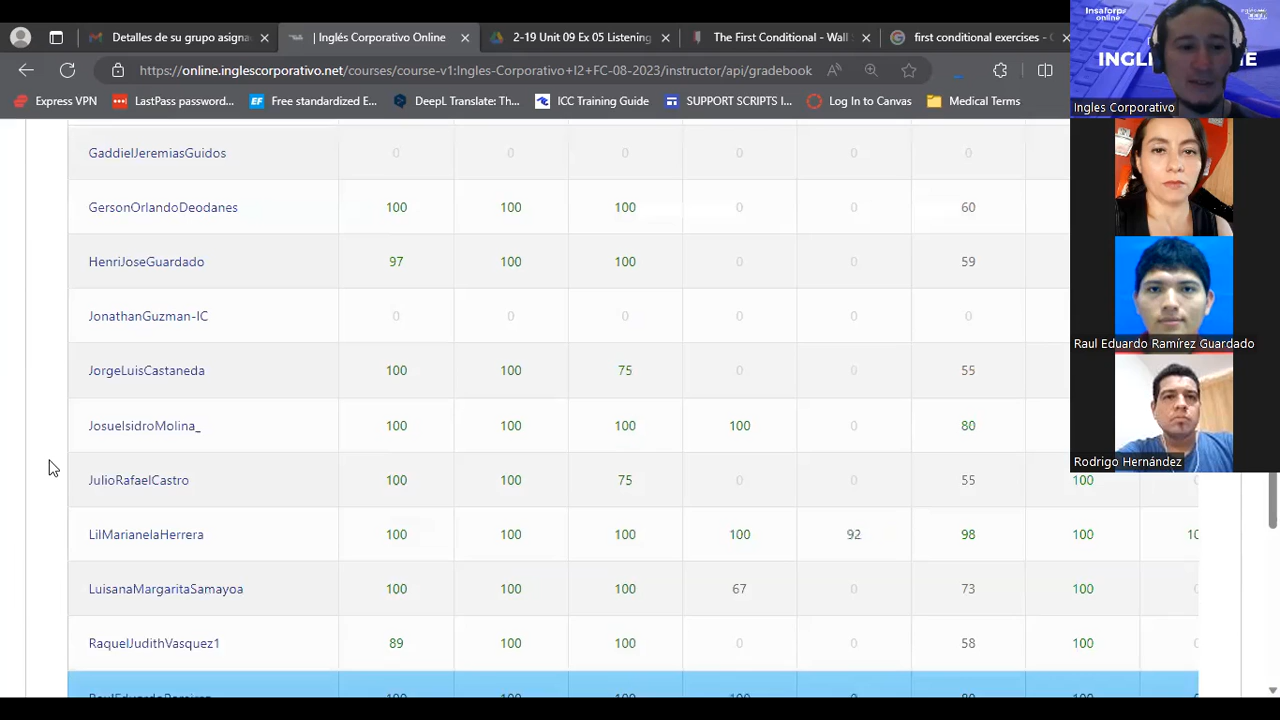 Detalles de su grupo asigna
| Inglés Corporativo Online
2-19 Unit 09 Ex 05 Listening
The First Conditional - Wall
first conditional exercises -
https://online.inglescorporativo.net/courses/course-v1:Ingles-Corporativo+I2+FC-08-2023/instructor/api/gradebook
Express VPN
LastPass password...
Free standardized E...
DeepL Translate: Th...
ICC Training Guide
SUPPORT SCRIPTS I...
Log In to Canvas
Medical Terms
GaddielJeremiasGuidos 0 0 0 0 0 0
GersonOrlandoDeodanes 100 100 100 0 0 60
HenriJoseGuardado 97 100 100 0 0 59
JonathanGuzman-IC 0 0 0 0 0 0
JorgeLuisCastaneda 100 100 75 0 0 55
JosueIsidroMolina_ 100 100 100 100 0 80
JulioRafaelCastro 100 100 75 0 0 55 100
LilMarianelaHerrera 100 100 100 100 92 98 100 10
LuisanaMargaritaSamayoa 100 100 100 67 0 73 100
RaquelJudithVasquez1 89 100 100 0 0 58 100
Insaforp
online
INGL
E
Ingles Corporativo
Raul Eduardo Ramírez Guardado
Rodrigo Hernández